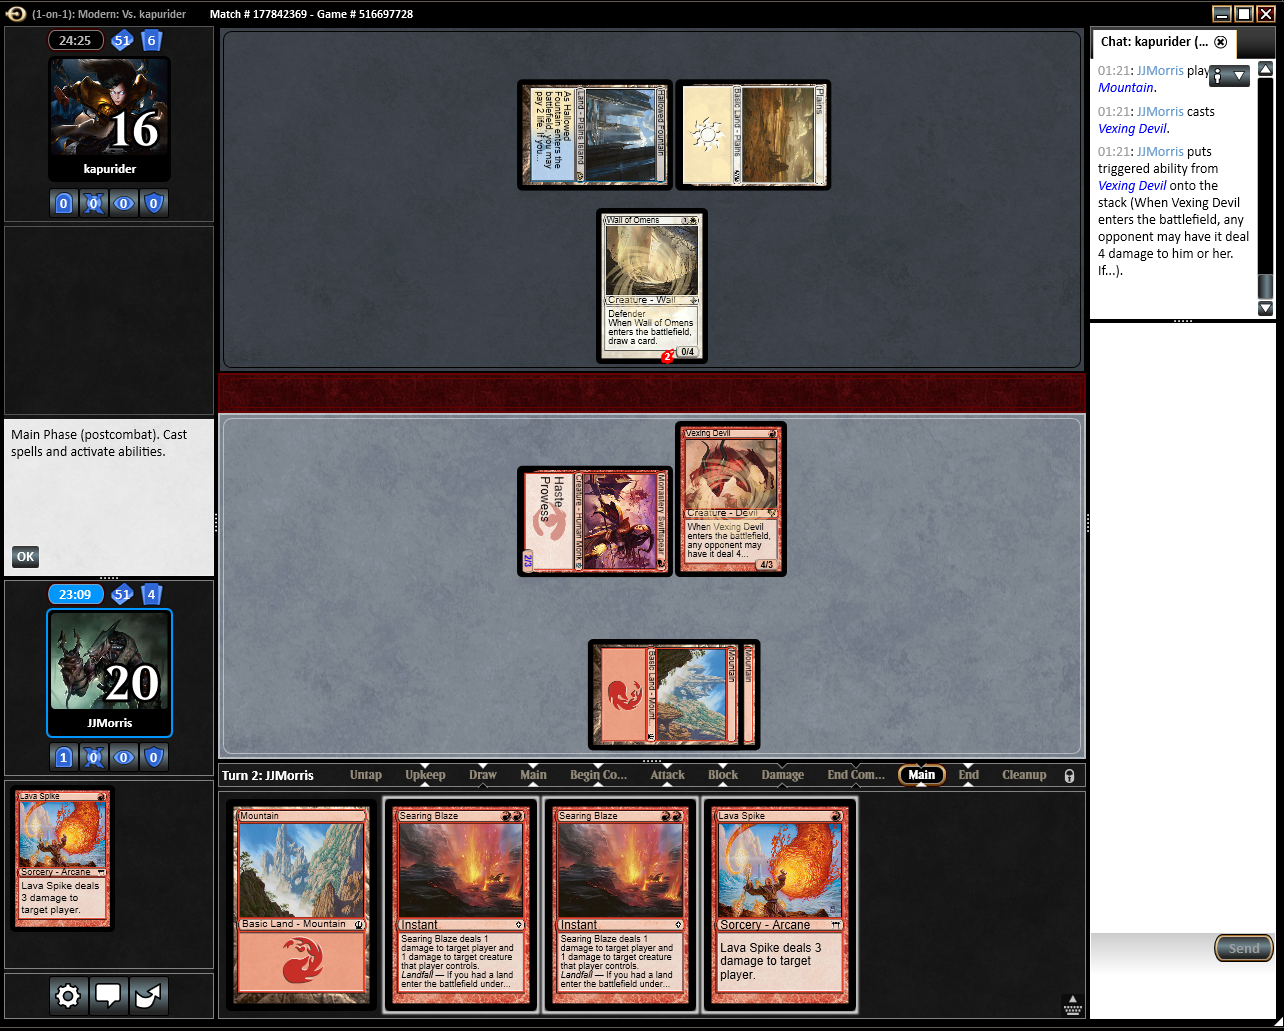 (1-on-1): Modern: Vs. kapurider
Match # 177842369 - Game # 516697728
24:25
51
6
16
kapurider
0
0
0
0
Hallowed Fountain
Land - Plains Island
As Hallowed
Fountain enters the
battlefield, you may
pay 2 life. If you...
Plains
Basic Land - Plains
Wall of Omens
1
Creature - Wall
Defender
When Wall of Omens
enters the battlefield,
draw a card.
2
0/4
Chat: kapurider (...
01:21: JJMorris play
Mountain.
01:21: JJMorris casts
Vexing Devil.
01:21: JJMorris puts
triggered ability from
Vexing Devil onto the
stack (When Vexing Devil
enters the battlefield, any
opponent may have it deal
4 damage to him or her.
If...).
Send
Main Phase (postcombat). Cast
spells and activate abilities.
OK
23:09
51
4
20
JJMorris
1
0
0
0
Monastery Swiftspear
Creature - Human Monk
Haste
Prowess
2/3
Vexing Devil
Creature - Devil
When Vexing Devil
enters the battlefield,
any opponent may
have it deal 4...
4/3
Mountain
Mountain
Basic Land - Mount...
Turn 2: JJMorris
Untap
Upkeep
Draw
Main
Begin Co...
Attack
Block
Damage
End Com...
Main
End
Cleanup
Lava Spike
Sorcery - Arcane
Lava Spike deals
3 damage to
target player.
Mountain
Basic Land - Mountain
Searing Blaze
Instant
Searing Blaze deals 1
damage to target player and
1 damage to target creature
that player controls.
Landfall — If you had a land
enter the battlefield under...
Searing Blaze
Instant
Searing Blaze deals 1
damage to target player and
1 damage to target creature
that player controls.
Landfall — If you had a land
enter the battlefield under...
Lava Spike
Sorcery - Arcane
Lava Spike deals 3
damage to target
player.